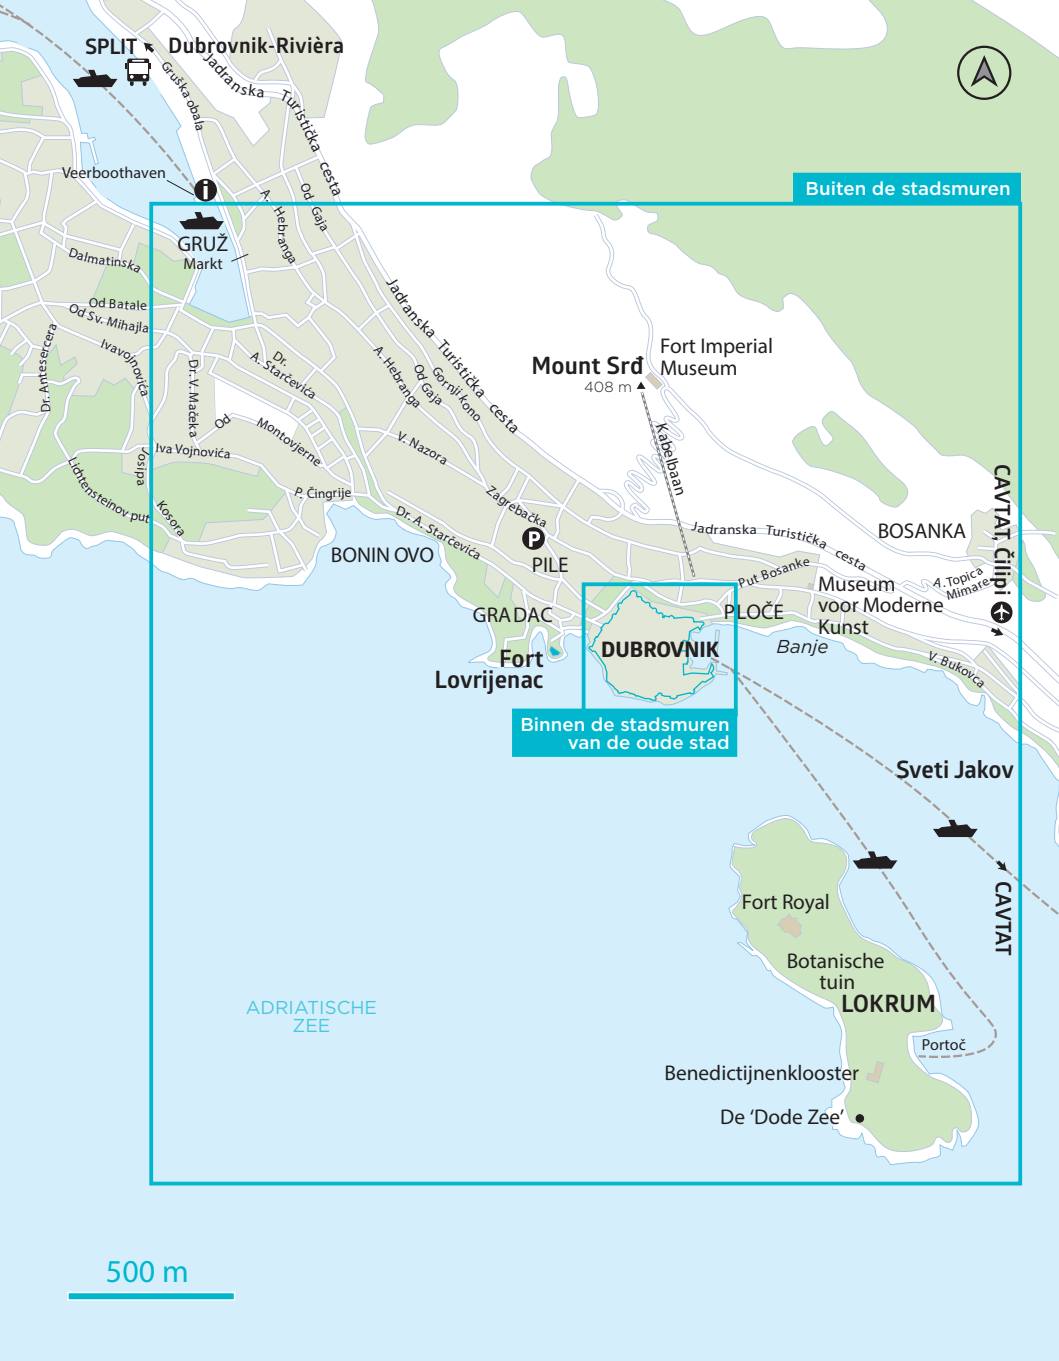 SPLIT
Dubrovnik-Rivièra
Jadranska Turistička cesta
Gruška obala
Veerboothaven
Buiten de stadsmuren
GRUŽ
Markt
A. Hebranga
Od Gaja
Dalmatinska
Od Batale
Od Sv. Mihajla
Ivavojnovića
Dr. Antesercera
Dr. V. Mačeka
Dr.
A. Starčevića
Jadranska Turistička cesta
A. Hebranga
Od Gaja
Gornji kono
Mount Srđ
408 m
Fort Imperial
Museum
Kabelbaan
Od
Montovjerne
V. Nazora
Iva Vojnovića
Josipa
Kosora
Lichtensteinov put
P. Čingrije
Zagrebačka
Dr. A. Starčevića
P
PILE
BONINOVO
Jadranska Turistička cesta
BOSANKA
CAVTAT, Čilipi
A. Topica
Mimare
Put Bosanke
Museum
voor Moderne
Kunst
PLOČE
Banje
V. Bukovca
GRADAC
Fort
Lovrijenac
DUBROVNIK
Binnen de stadsmuren
van de oude stad
Sveti Jakov
CAVTAT
Fort Royal
Botanische
tuin
LOKRUM
Portoč
Benedictijnenklooster
De ‘Dode Zee’
ADRIATISCHE
ZEE
500 m